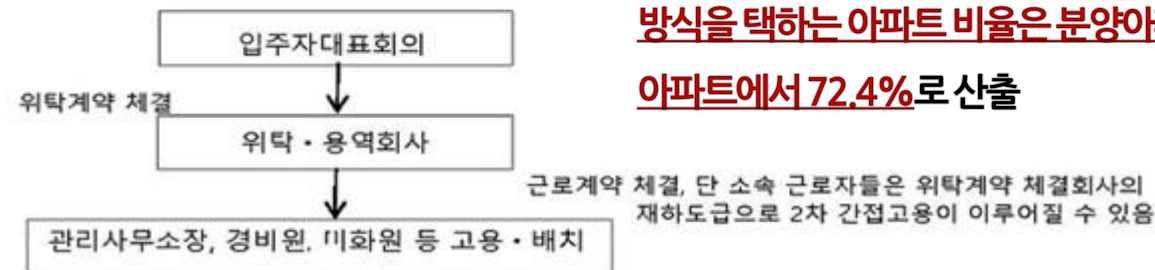 입주자대표회의
위탁계약 체결
위탁・용역회사
근로계약 체결, 단 소속 근로자들은 위탁계약 체결회사의
재하도급으로 2차 간접고용이 이루어질 수 있음
관리사무소장, 경비원, 미화원 등 고용・배치
방식을 택하는 아파트 비율은 분양아
아파트에서 72.4%로 산출